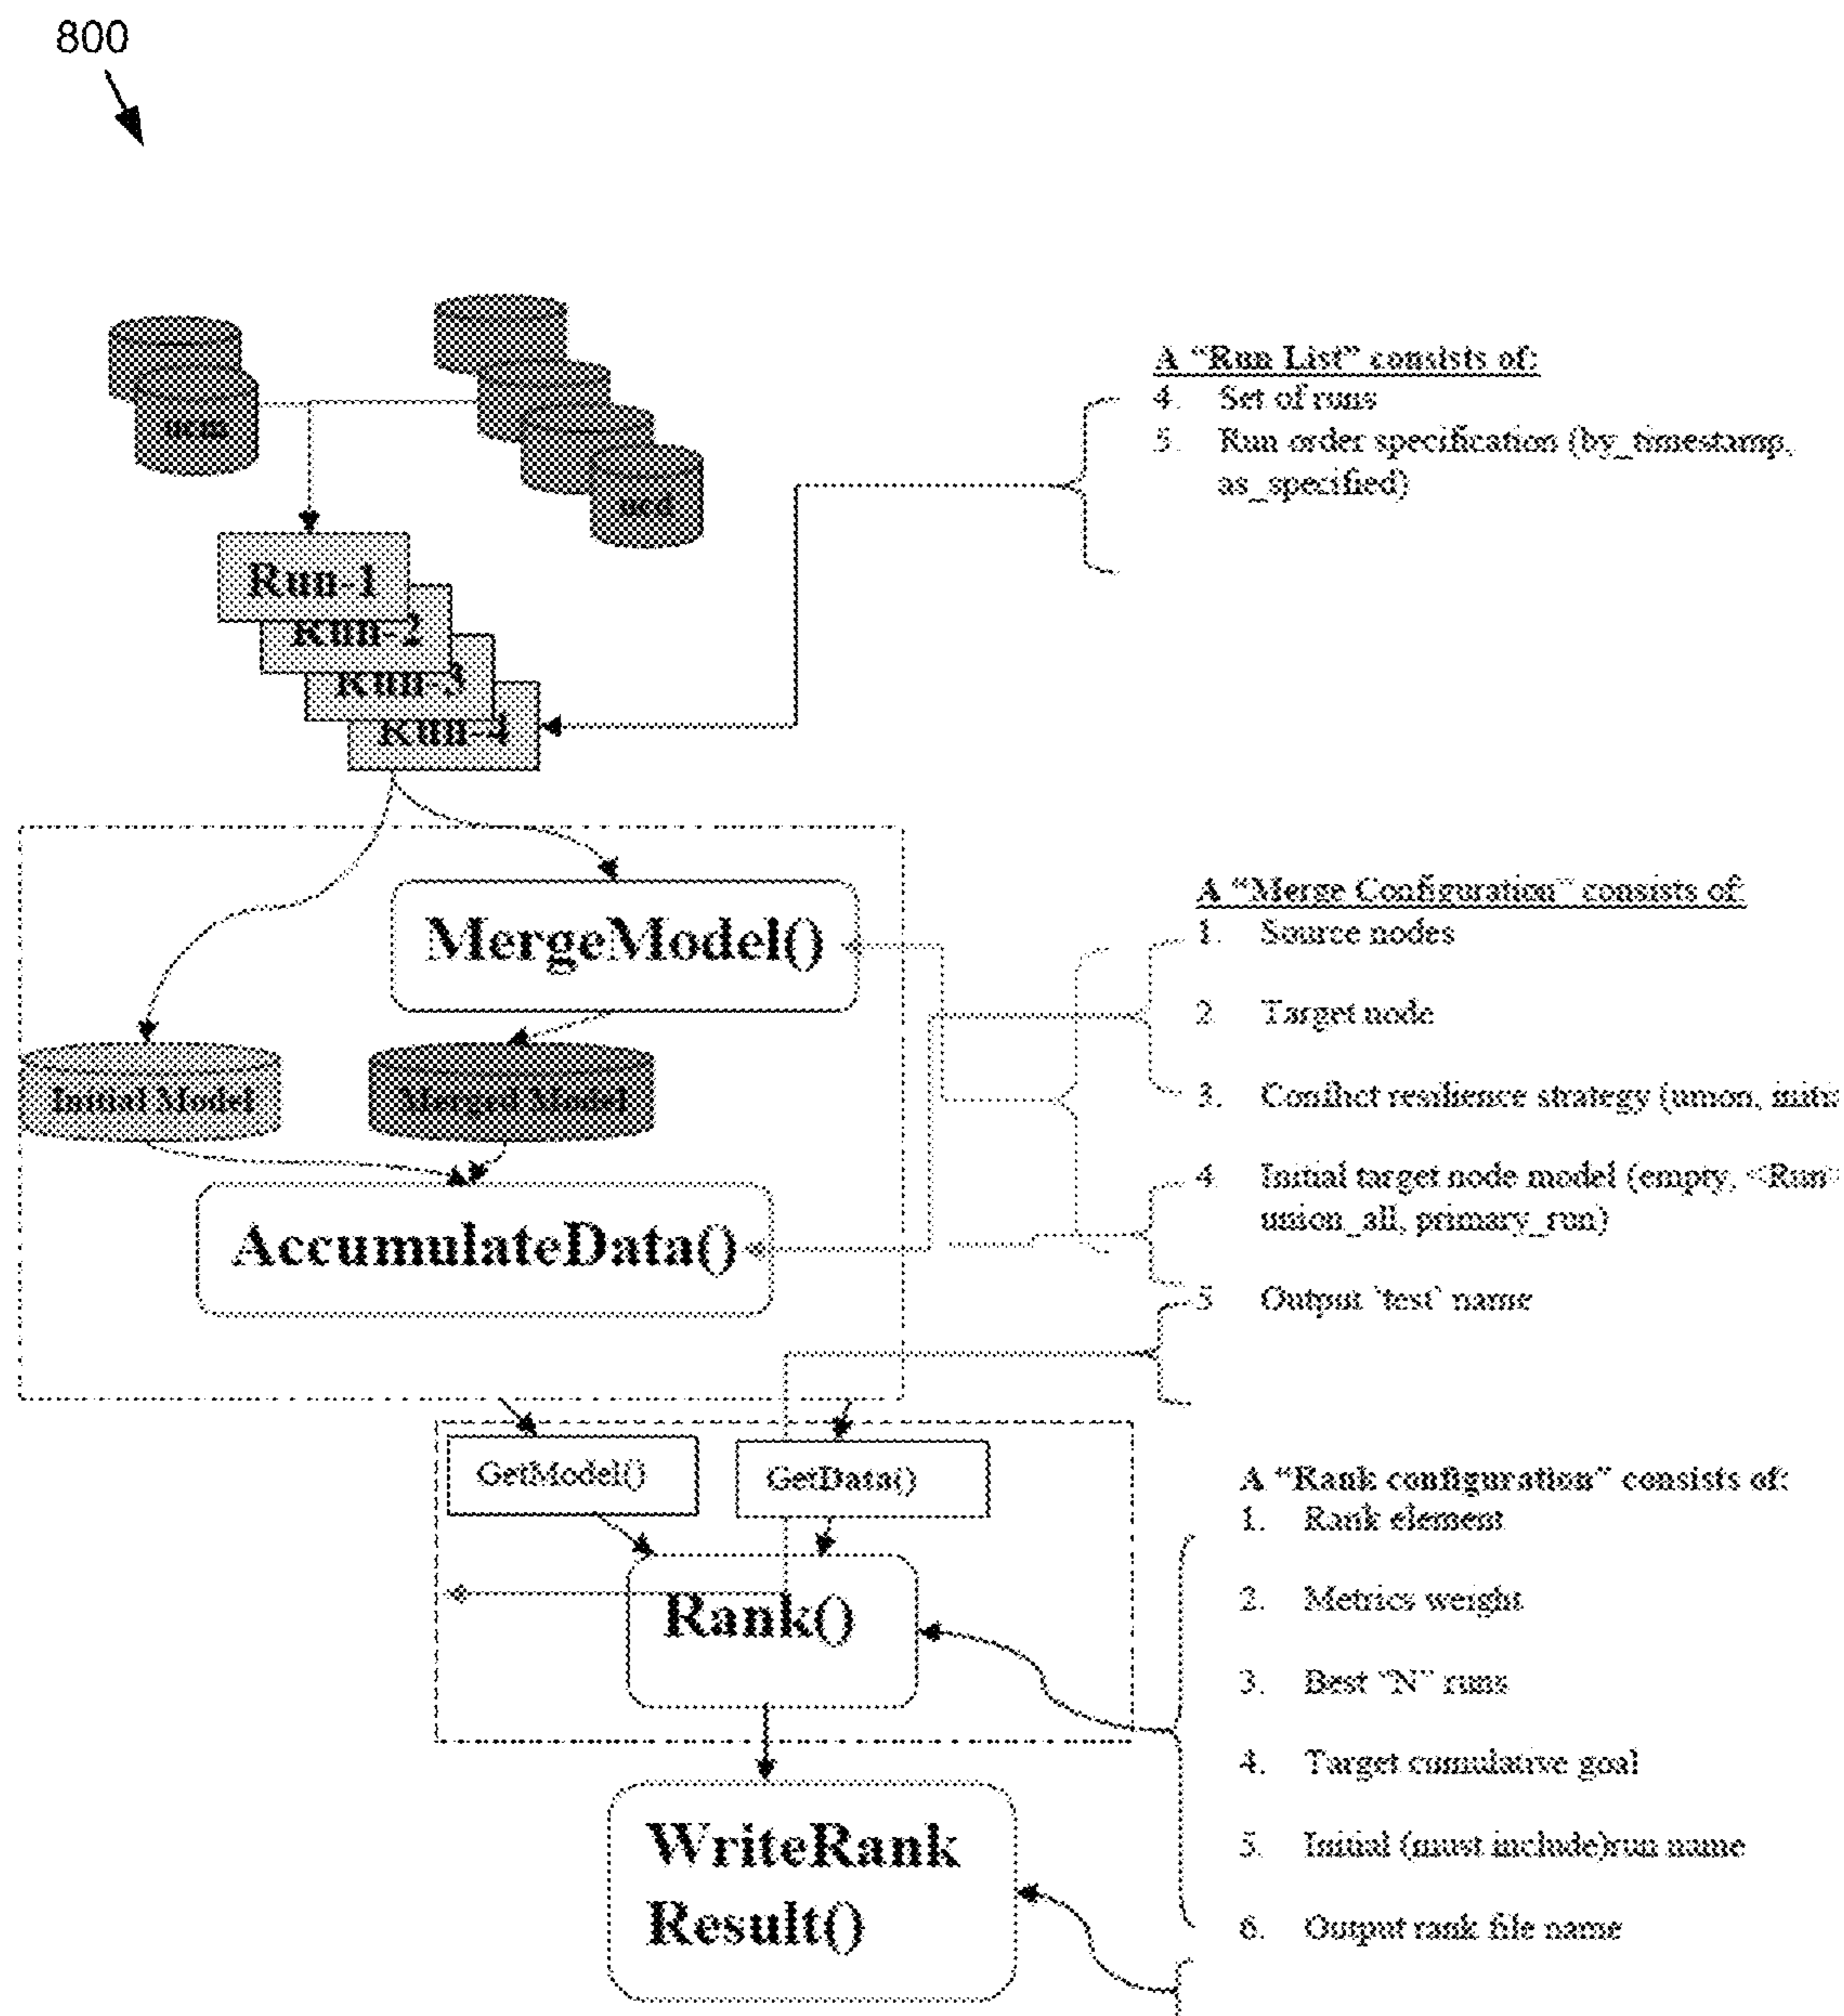 800
ucm
ucd
A “Run List” consists of:
4. Set of runs
5. Run order specification (by_timestamp,
as_specified)
Run-1
Run-2
Run-3
Run-4
MergeModel()
Initial Model
Merged Model
AccumulateData()
A “Merge Configuration” consists of:
1. Source nodes
2 Target node
3. Conflict resilience strategy (union, initi
4 Initial target node model (empty, <Run>
union_all, primary_run)
5 Output `test` name
GetModel()
GetData()
Rank()
WriteRank
Result()
A “Rank configuration” consists of:
1. Rank element
2. Metrics weight
3. Best “N” runs
4. Target cumulative goal
5. Initial (must include)run name
6. Output rank file name